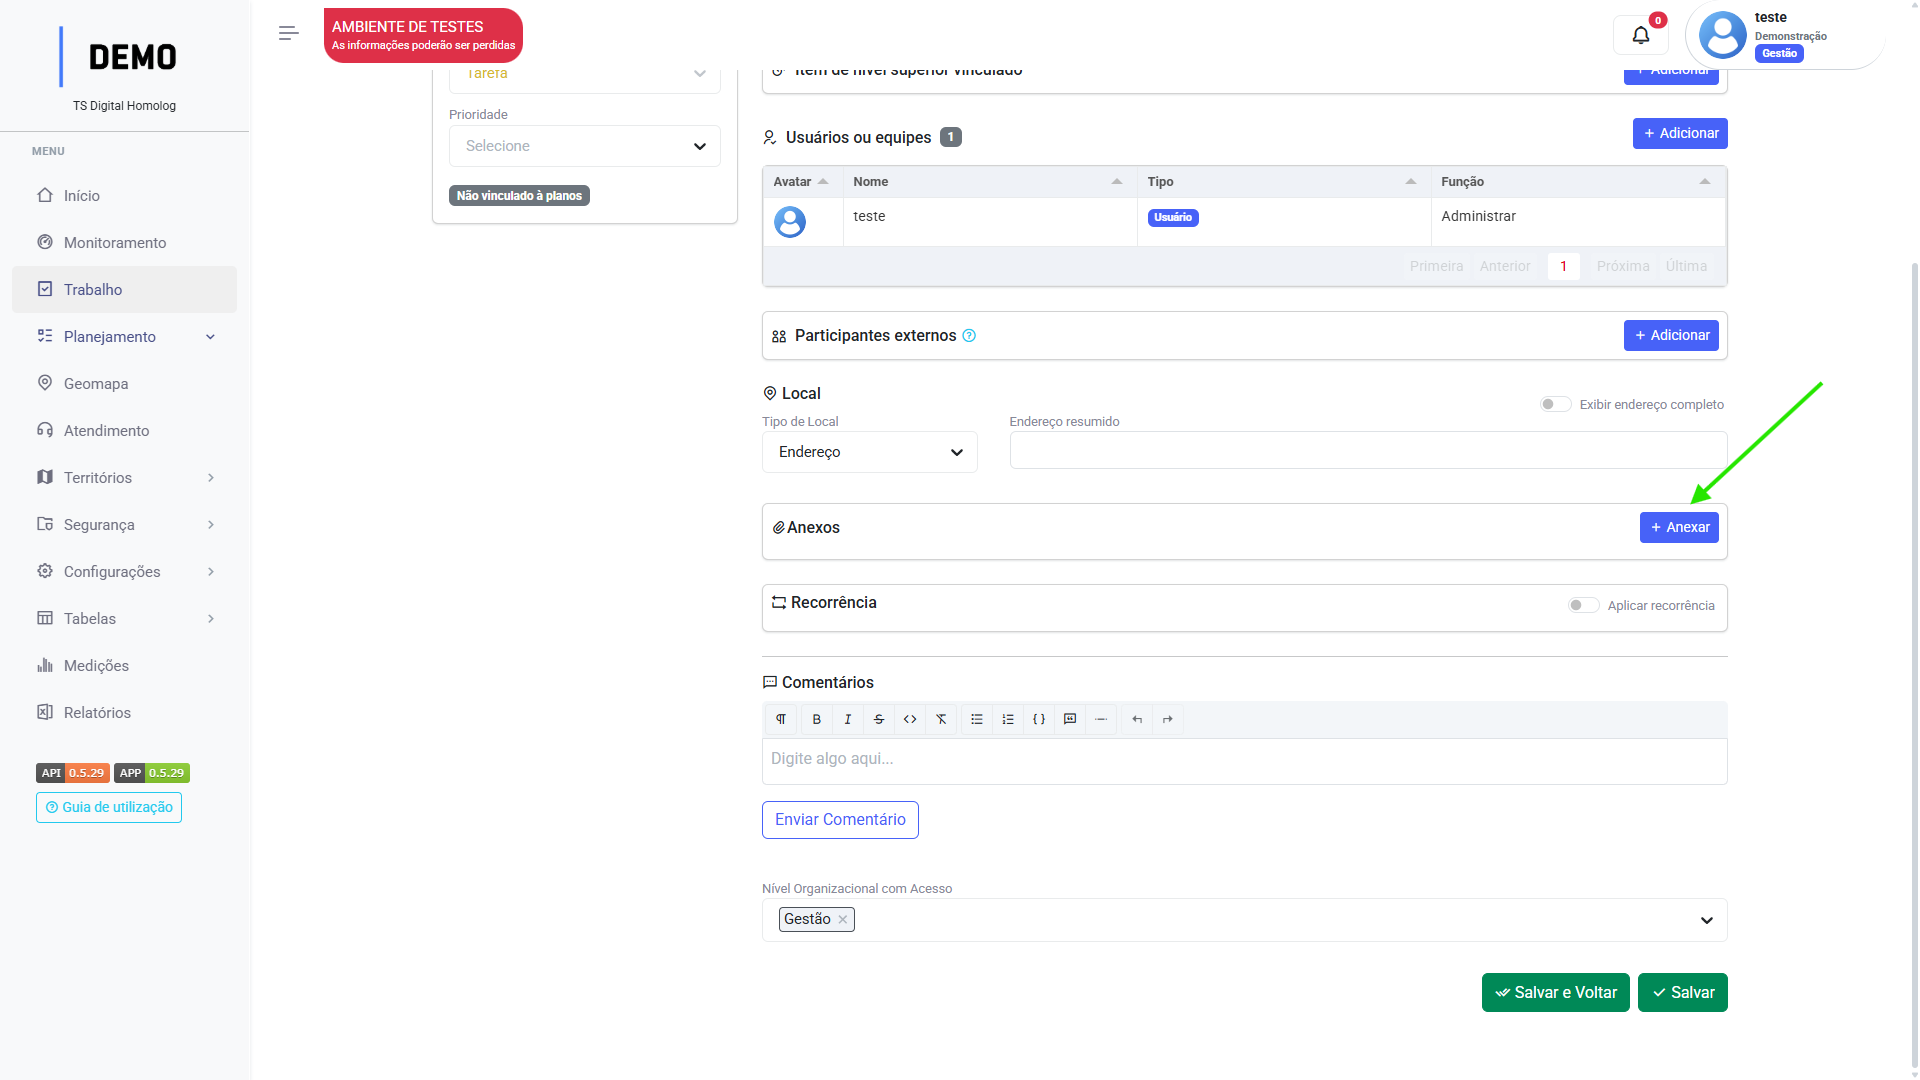 DEMO
TS Digital Homolog
MENU
Início
Monitoramento
Trabalho
Planejamento
Geomapa
Atendimento
Territórios
Segurança
Configurações
Tabelas
Medições
Relatórios
API 0.5.29 APP 0.5.29
Guia de utilização
AMBIENTE DE TESTES
As informações poderão ser perdidas
0
teste
Demonstração
Gestão
Tarefa
Prioridade
Selecione
Não vinculado à planos
Item de nível superior vinculado
+ Adicionar
Usuários ou equipes 1
+ Adicionar
Avatar Nome Tipo Função
teste Usuário Administrar
Primeira Anterior 1 Próxima Última
Participantes externos
+ Adicionar
Local
Exibir endereço completo
Tipo de Local Endereço resumido
Endereço
Anexos
+ Anexar
Recorrência
Aplicar recorrência
Comentários
Digite algo aqui...
Enviar Comentário
Nível Organizacional com Acesso
Gestão
Salvar e Voltar Salvar